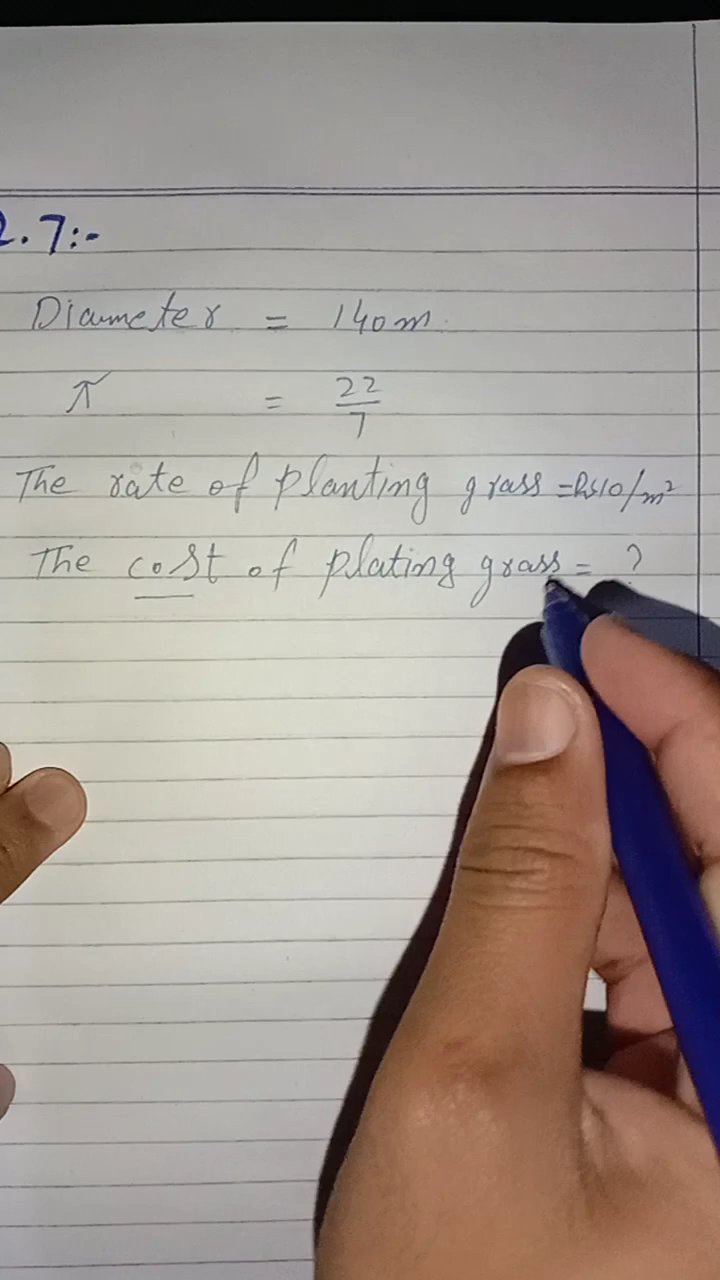 2.7:-
Diameter = 140m.
π = 22/7
The rate of planting grass = Rs10/m²
The cost of plating grass = ?